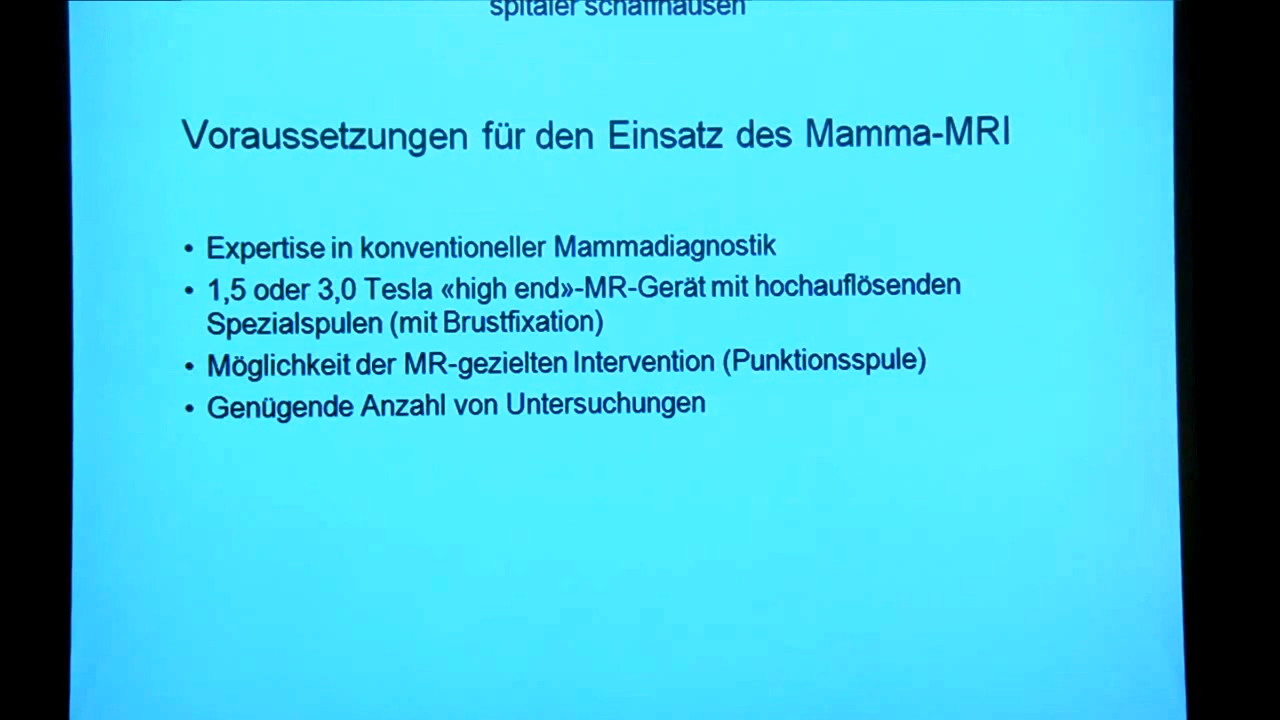 spitäler schaffhausen
Voraussetzungen für den Einsatz des Mamma-MRI
• Expertise in konventioneller Mammadiagnostik
• 1,5 oder 3,0 Tesla «high end»-MR-Gerät mit hochauflösenden
Spezialspulen (mit Brustfixation)
• Möglichkeit der MR-gezielten Intervention (Punktionsspule)
• Genügende Anzahl von Untersuchungen